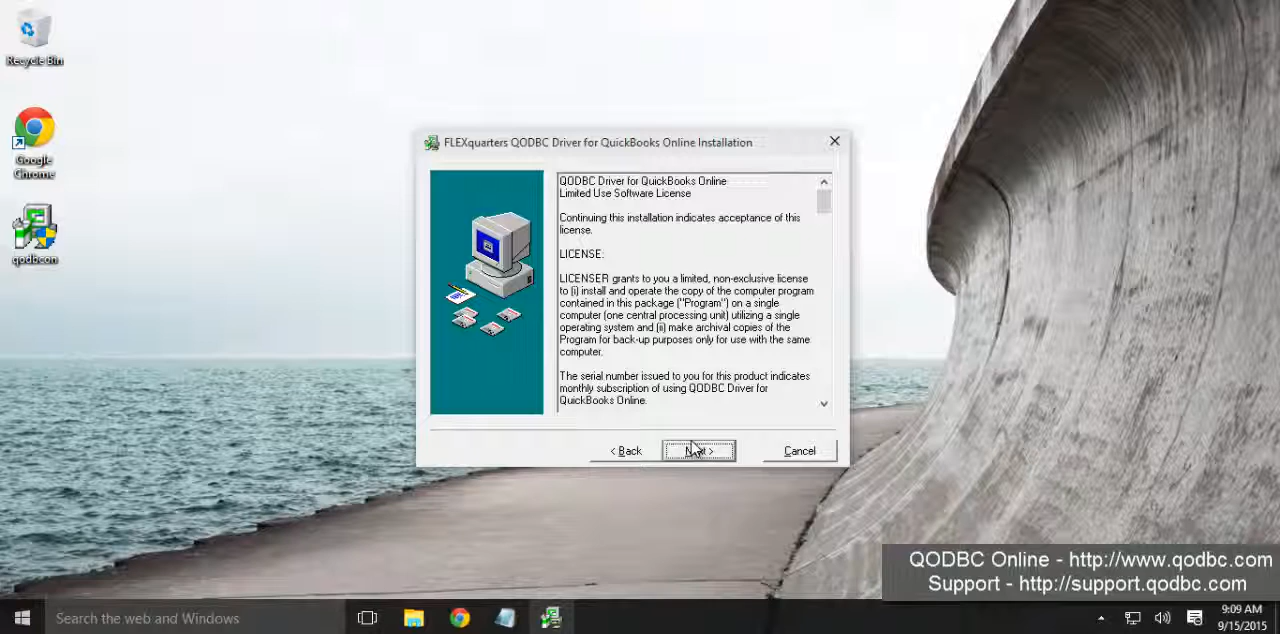 Recycle Bin
Google
Chrome
qodbcon
FLEXquarters QODBC Driver for QuickBooks Online Installation
QODBC Driver for QuickBooks Online
Limited Use Software License
Continuing this installation indicates acceptance of this
license.
LICENSE:
LICENSER grants to you a limited, non-exclusive license
to (i) install and operate the copy of the computer program
contained in this package ("Program") on a single
computer (one central processing unit) utilizing a single
operating system and (ii) make archival copies of the
Program for back-up purposes only for use with the same
computer.
The serial number issued to you for this product indicates
monthly subscription of using QODBC Driver for
QuickBooks Online.
< Back
Cancel
QODBC Online - http://www.qodbc.com
Support - http://support.qodbc.com
Search the web and Windows
9:09 AM
9/15/2015